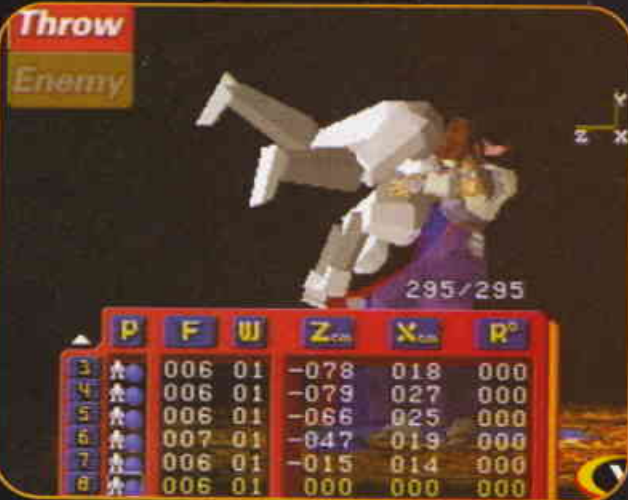 Throw
Enemy
Y
Z X
295/295
P F W Zcm Xcm R°
3 006 01 -078 018 000
4 006 01 -079 027 000
5 006 01 -066 025 000
6 007 01 -047 019 000
7 006 01 -015 014 000
8 006 01 000 000 000